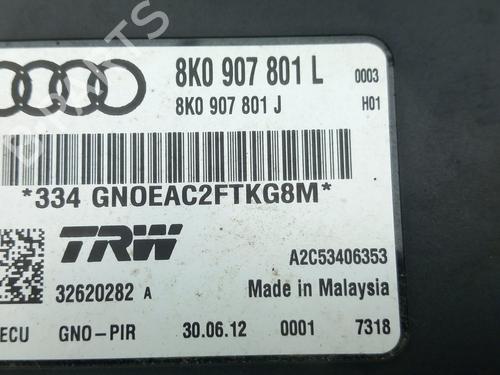 8K0 907 801 L 0003
8K0 907 801 J H01
*334 GNOEAC2FTKG8M*
TRW A2C53406353
32620282 A Made in Malaysia
ECU GNO-PIR 30.06.12 0001 7318